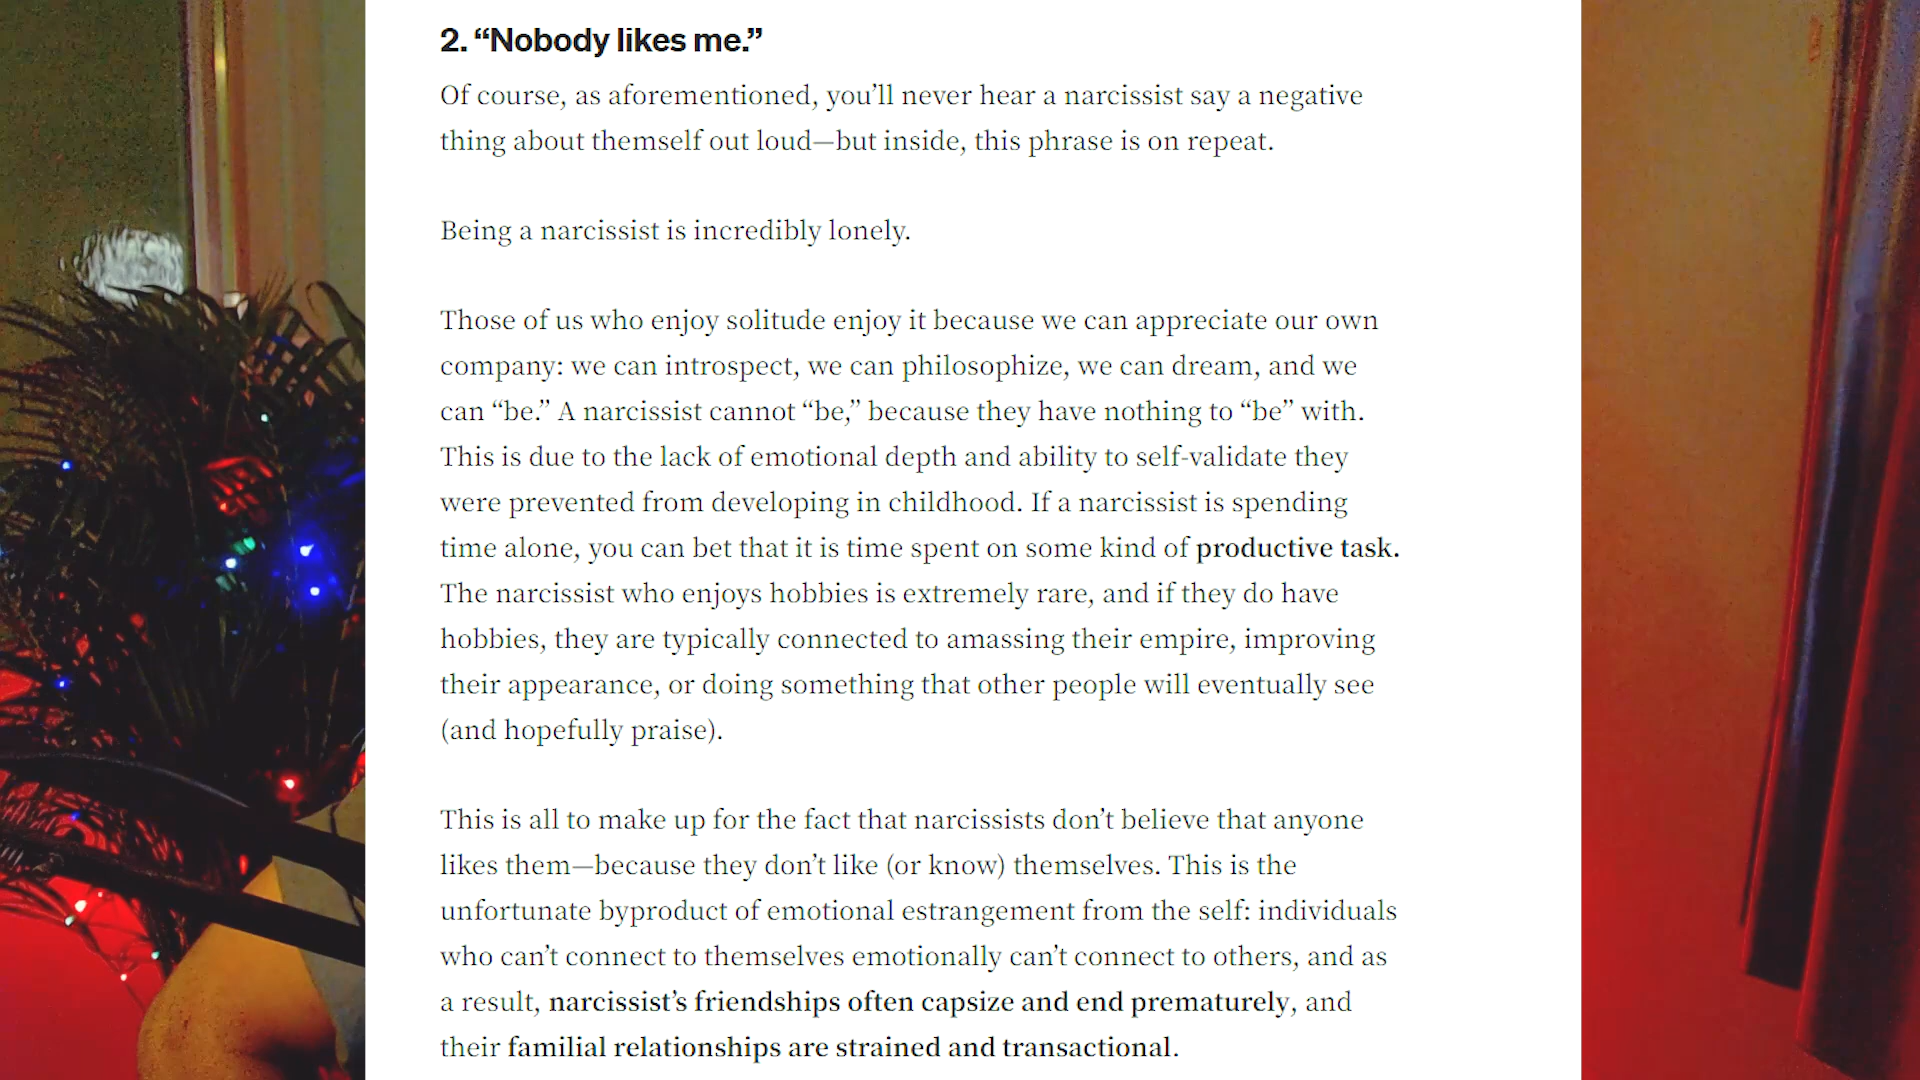 2. “Nobody likes me.”
Of course, as aforementioned, you’ll never hear a narcissist say a negative
thing about themself out loud—but inside, this phrase is on repeat.
Being a narcissist is incredibly lonely.
Those of us who enjoy solitude enjoy it because we can appreciate our own
company: we can introspect, we can philosophize, we can dream, and we
can “be.” A narcissist cannot “be,” because they have nothing to “be” with.
This is due to the lack of emotional depth and ability to self-validate they
were prevented from developing in childhood. If a narcissist is spending
time alone, you can bet that it is time spent on some kind of productive task.
The narcissist who enjoys hobbies is extremely rare, and if they do have
hobbies, they are typically connected to amassing their empire, improving
their appearance, or doing something that other people will eventually see
(and hopefully praise).
This is all to make up for the fact that narcissists don’t believe that anyone
likes them—because they don’t like (or know) themselves. This is the
unfortunate byproduct of emotional estrangement from the self: individuals
who can’t connect to themselves emotionally can’t connect to others, and as
a result, narcissist’s friendships often capsize and end prematurely, and
their familial relationships are strained and transactional.